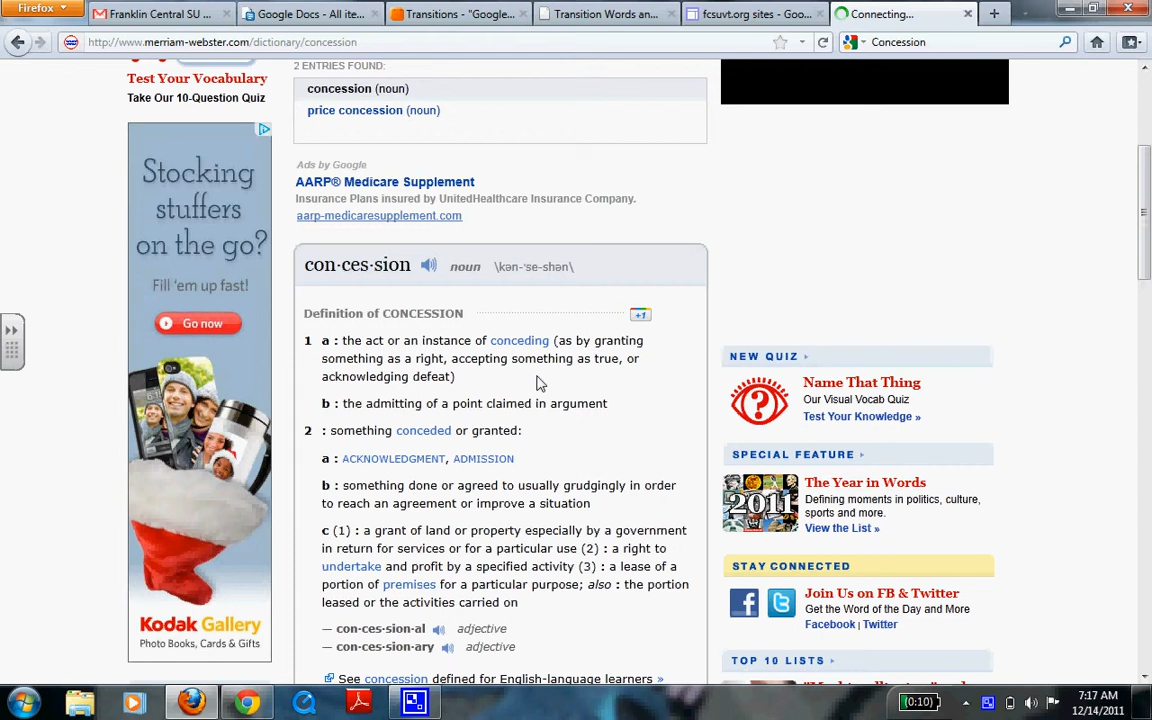 Firefox
Franklin Central SU ...
Google Docs - All ite...
Transitions - "Google...
Transition Words an...
fcsuvt.org sites - Goo...
Connecting...
http://www.merriam-webster.com/dictionary/concession
Concession
Test Your Vocabulary
Take Our 10-Question Quiz
2 ENTRIES FOUND:
concession (noun)
price concession (noun)
Stocking
stuffers
on the go?
Fill 'em up fast!
Go now
Kodak Gallery
Photo Books, Cards & Gifts
Ads by Google
AARP® Medicare Supplement
Insurance Plans insured by UnitedHealthcare Insurance Company.
aarp-medicaresupplement.com
con·ces·sion noun \kən-ˈse-shən\
Definition of CONCESSION
+1
1 a : the act or an instance of conceding (as by granting
something as a right, accepting something as true, or
acknowledging defeat)
b : the admitting of a point claimed in argument
2 : something conceded or granted:
a : ACKNOWLEDGMENT, ADMISSION
b : something done or agreed to usually grudgingly in order
to reach an agreement or improve a situation
c (1) : a grant of land or property especially by a government
in return for services or for a particular use (2) : a right to
undertake and profit by a specified activity (3) : a lease of a
portion of premises for a particular purpose; also : the portion
leased or the activities carried on
— con·ces·sion·al adjective
— con·ces·sion·ary adjective
See concession defined for English-language learners »
NEW QUIZ
Name That Thing
Our Visual Vocab Quiz
Test Your Knowledge »
SPECIAL FEATURE
2011
The Year in Words
Defining moments in politics, culture,
sports and more.
View the List »
STAY CONNECTED
Join Us on FB & Twitter
Get the Word of the Day and More
Facebook | Twitter
TOP 10 LISTS
(0:10)
7:17 AM
12/14/2011